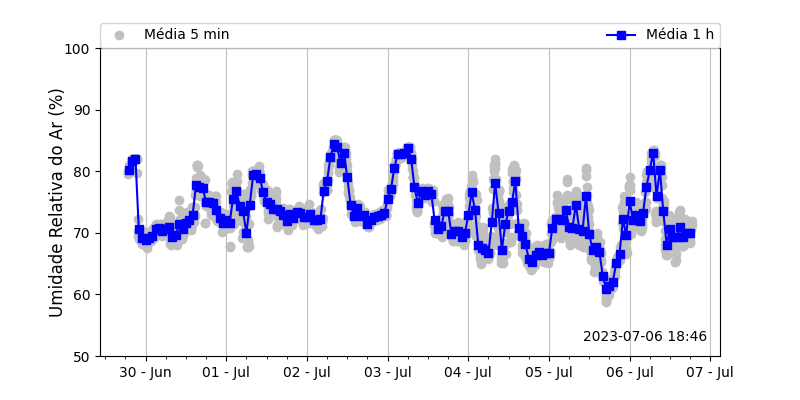 Média 5 min
Média 1 h
Umidade Relativa do Ar (%)
100
90
80
70
60
50
2023-07-06 18:46
30 - Jun
01 - Jul
02 - Jul
03 - Jul
04 - Jul
05 - Jul
06 - Jul
07 - Jul